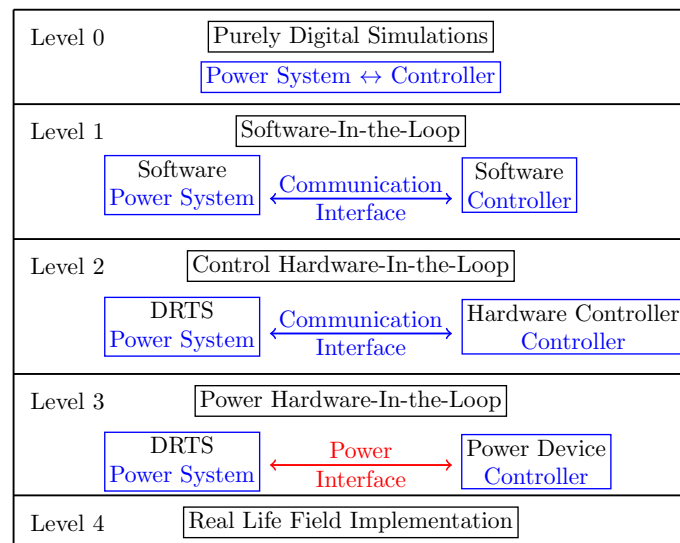 Level 0
Purely Digital Simulations
Power System ↔ Controller
Level 1
Software-In-the-Loop
Software
Power System
Communication
Interface
Software
Controller
Level 2
Control Hardware-In-the-Loop
DRTS
Power System
Communication
Interface
Hardware Controller
Controller
Level 3
Power Hardware-In-the-Loop
DRTS
Power System
Power
Interface
Power Device
Controller
Level 4
Real Life Field Implementation